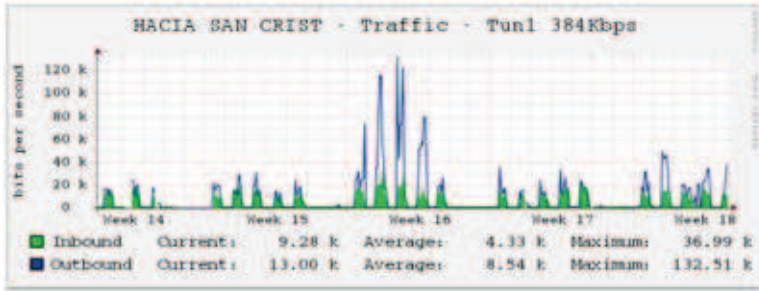 HACIA SAN CRIST - Traffic - Tun1 384Kbps
bits per second
120 k
100 k
80 k
60 k
40 k
20 k
0
Week 14 Week 15 Week 16 Week 17 Week 18
Inbound Current: 9.28 k Average: 4.33 k Maximum: 36.99 k
Outbound Current: 13.00 k Average: 8.54 k Maximum: 132.51 k